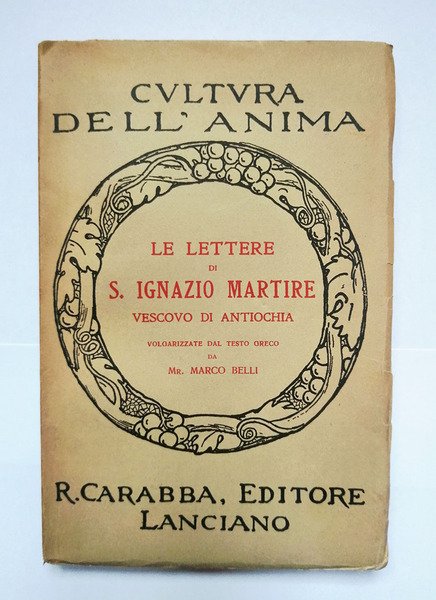 CVLTVRA
DELL' ANIMA
LE LETTERE
DI
S. IGNAZIO MARTIRE
VESCOVO DI ANTIOCHIA
VOLGARIZZATE DAL TESTO GRECO
DA
MR. MARCO BELLI
R. CARABBA, EDITORE
LANCIANO